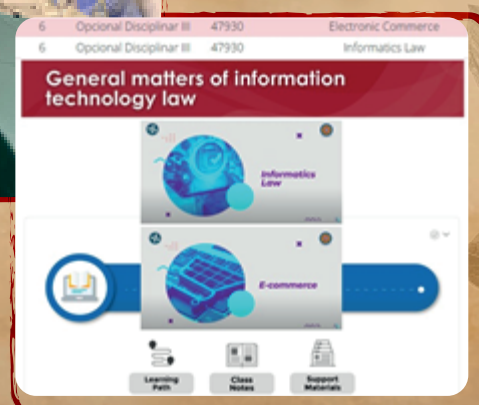 6 Opcional Disciplinar III 47930 Electronic Commerce
6 Opcional Disciplinar III 47930 Informatics Law
General matters of information
technology law
Informatics
Law
E-commerce
Learning
Path
Class
Notes
Support
Materials